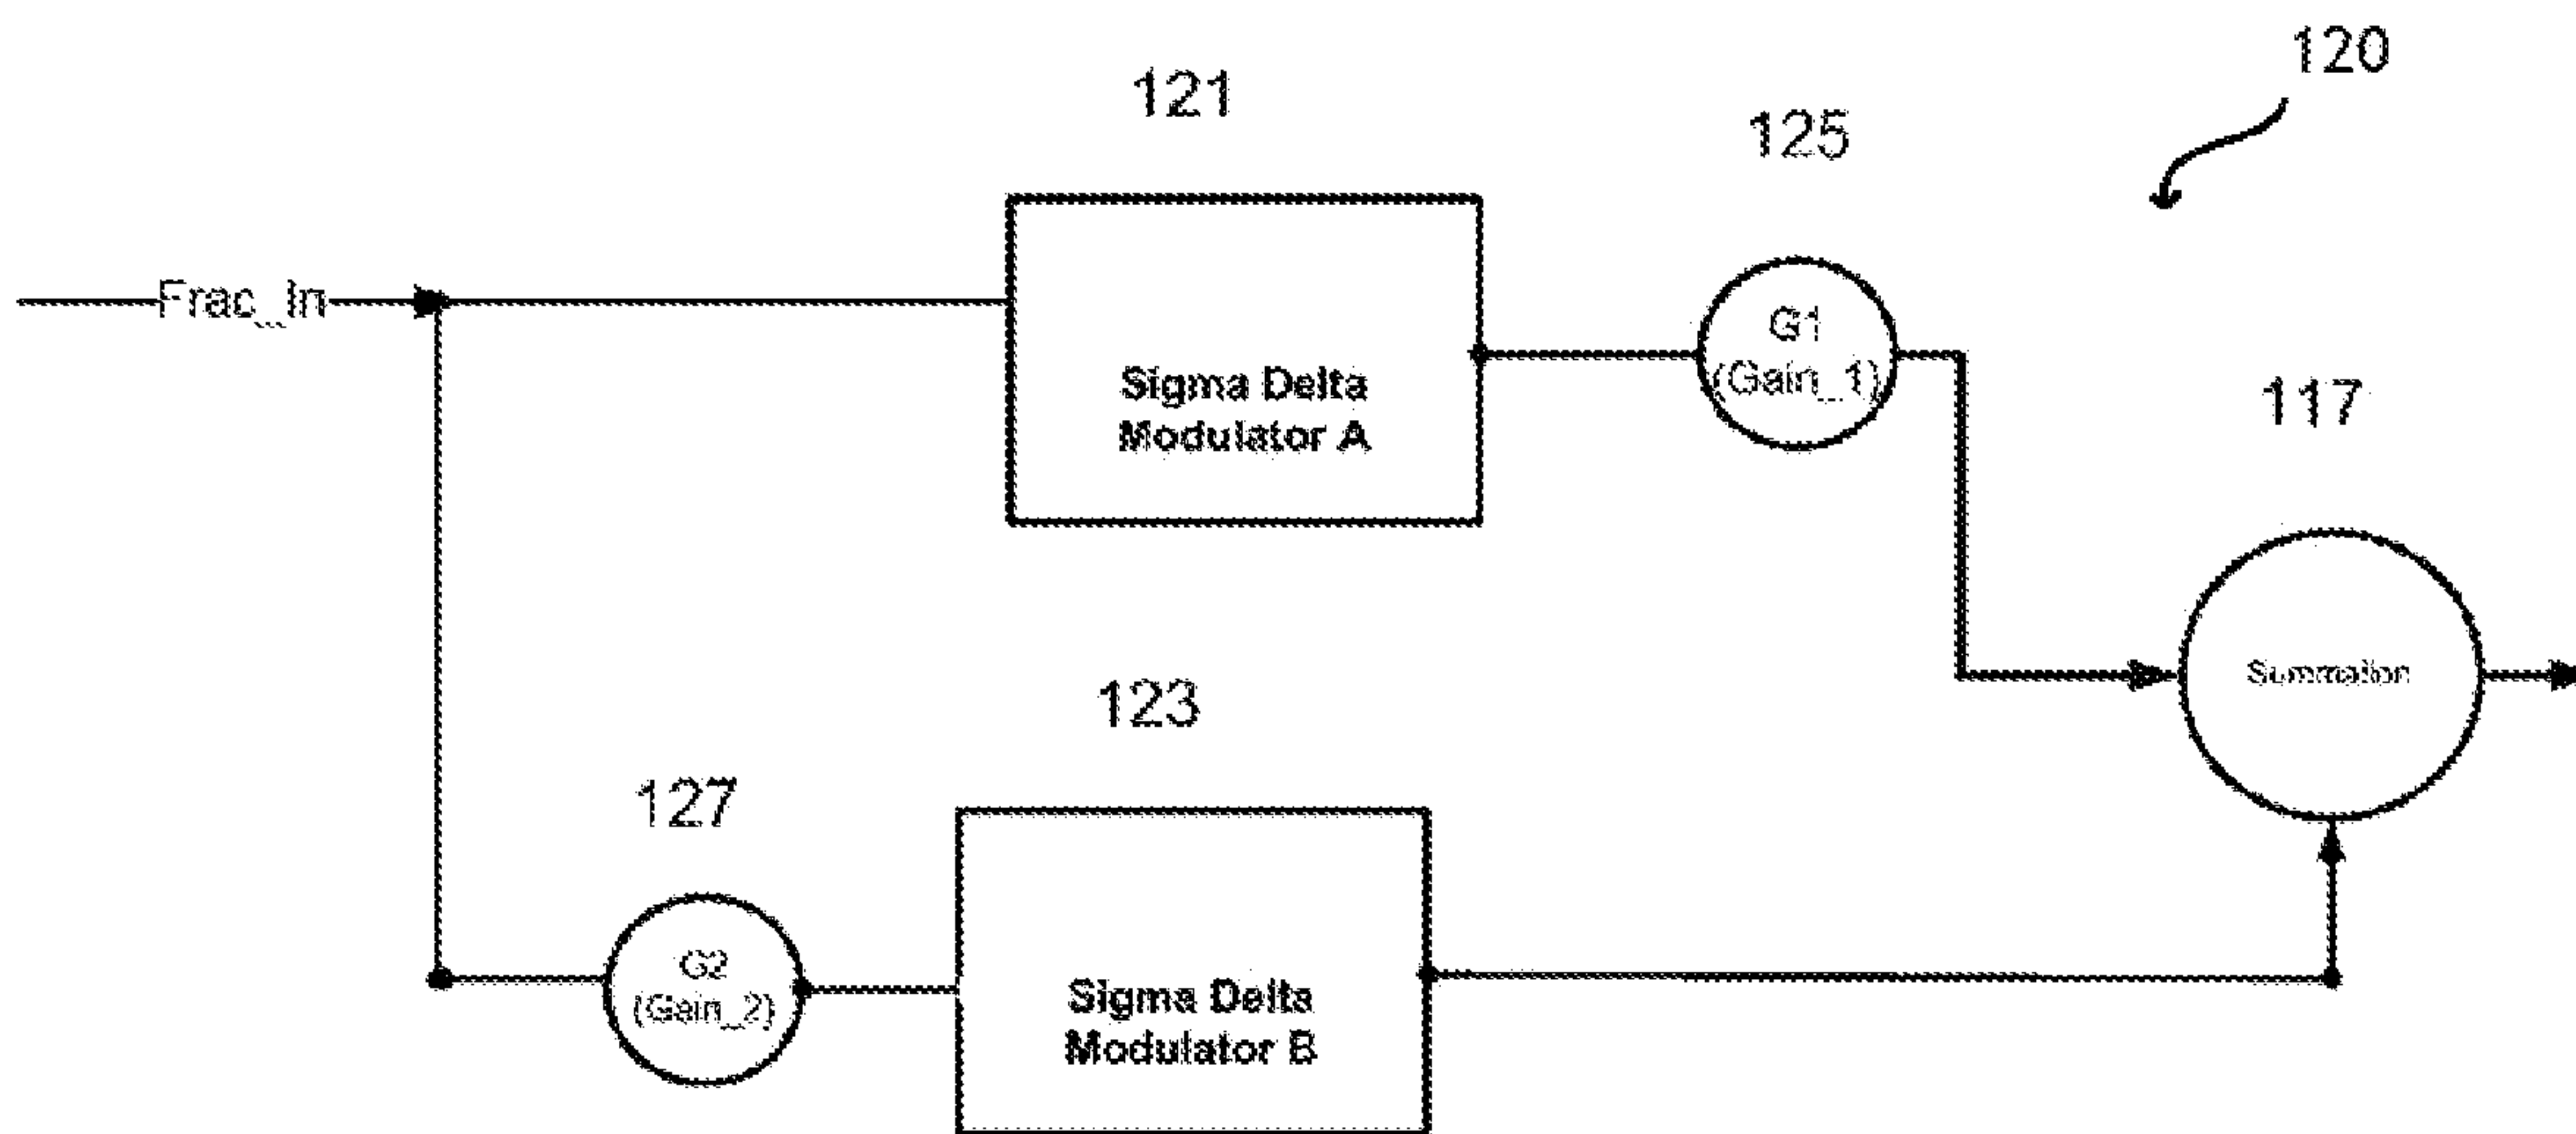 120
121
125
Frac_In
G1
(Gain_1)
Sigma Delta
Modulator A
117
Summation
123
127
G2
(Gain_2)
Sigma Delta
Modulator B